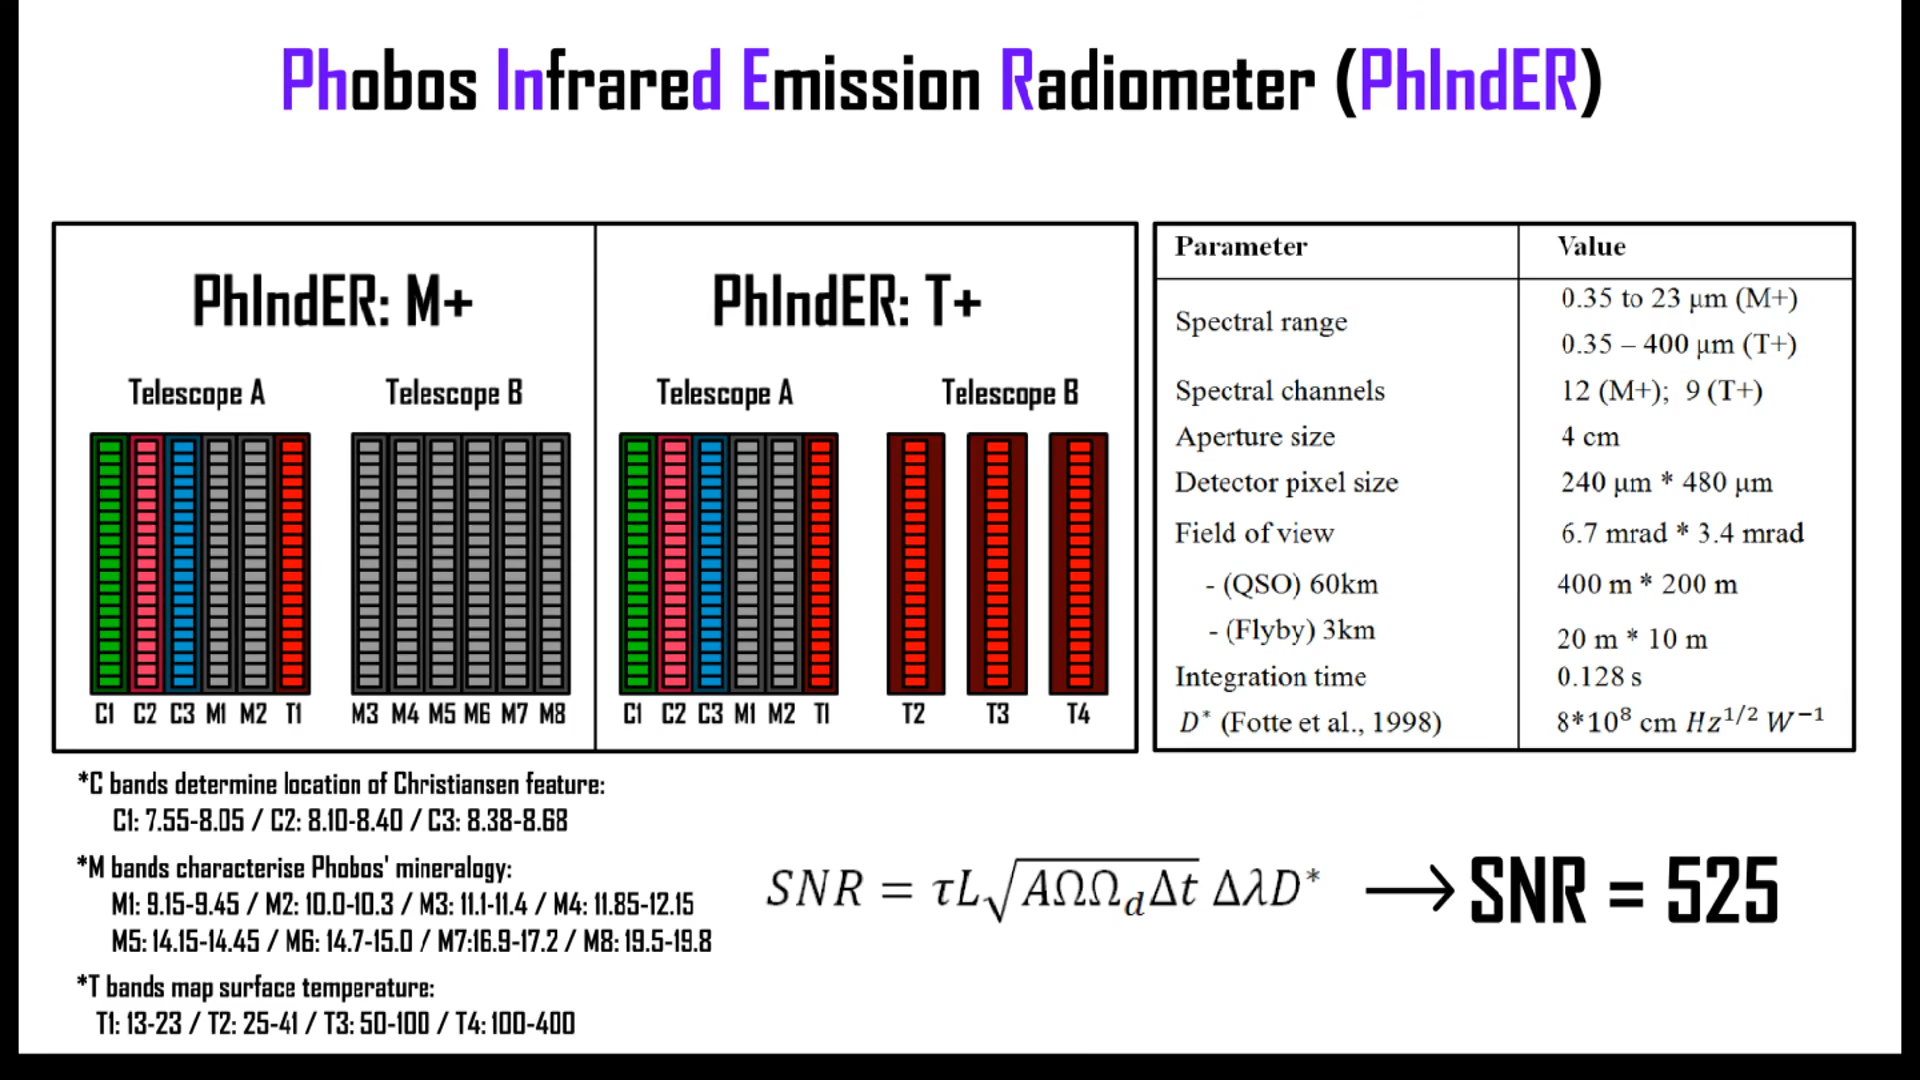 Phobos Infrared Emission Radiometer (PhIndER)
PhIndER: M+
Telescope A
Telescope B
C1 C2 C3 M1 M2 T1
M3 M4 M5 M6 M7 M8
PhIndER: T+
Telescope A
Telescope B
C1 C2 C3 M1 M2 T1
T2 T3 T4
Parameter Value
Spectral range 0.35 to 23 μm (M+)
0.35 – 400 μm (T+)
Spectral channels 12 (M+); 9 (T+)
Aperture size 4 cm
Detector pixel size 240 μm * 480 μm
Field of view 6.7 mrad * 3.4 mrad
- (QSO) 60km 400 m * 200 m
- (Flyby) 3km 20 m * 10 m
Integration time 0.128 s
D* (Fotte et al., 1998) 8*10⁸ cm Hz^1/2 W⁻¹
*C bands determine location of Christiansen feature:
C1: 7.55-8.05 / C2: 8.10-8.40 / C3: 8.38-8.68
*M bands characterise Phobos' mineralogy:
M1: 9.15-9.45 / M2: 10.0-10.3 / M3: 11.1-11.4 / M4: 11.85-12.15
M5: 14.15-14.45 / M6: 14.7-15.0 / M7:16.9-17.2 / M8: 19.5-19.8
*T bands map surface temperature:
T1: 13-23 / T2: 25-41 / T3: 50-100 / T4: 100-400
SNR = τL√(AΩΩ_dΔt) ΔλD* → SNR = 525